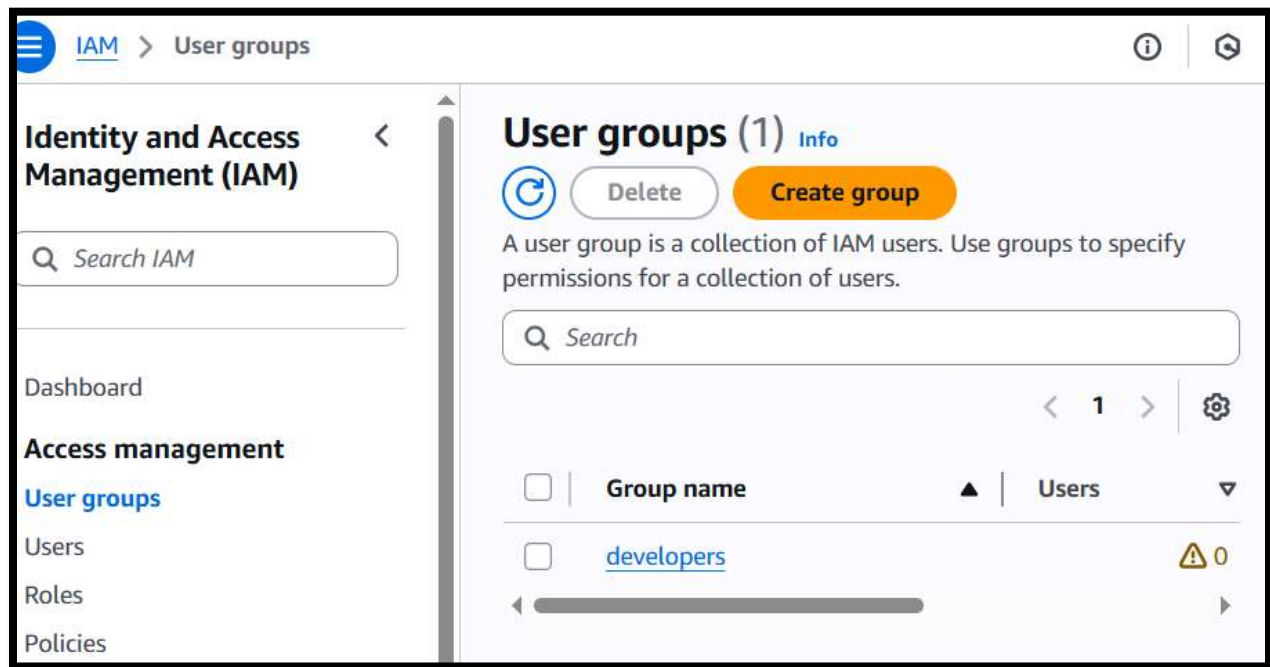 IAM > User groups
Identity and Access
Management (IAM)
Search IAM
Dashboard
Access management
User groups
Users
Roles
Policies
User groups (1) Info
Delete Create group
A user group is a collection of IAM users. Use groups to specify
permissions for a collection of users.
Search
< 1 >
Group name Users
developers 0